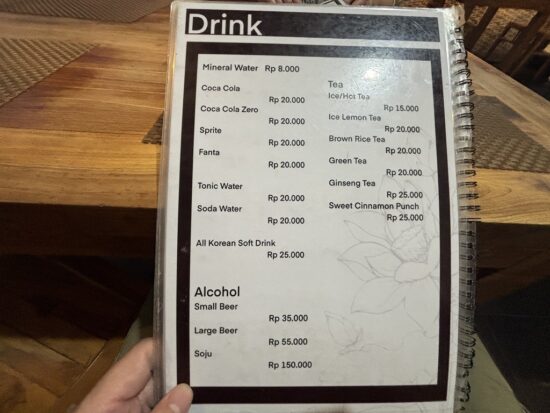 Drink
Mineral Water Rp 8.000
Coca Cola
Rp 20.000
Coca Cola Zero
Rp 20.000
Sprite
Rp 20.000
Fanta
Rp 20.000
Tonic Water
Rp 20.000
Soda Water
Rp 20.000
All Korean Soft Drink
Rp 25.000
Tea
Ice/Hot Tea
Rp 15.000
Ice Lemon Tea
Rp 20.000
Brown Rice Tea
Rp 20.000
Green Tea
Rp 20.000
Ginseng Tea
Rp 25.000
Sweet Cinnamon Punch
Rp 25.000
Alcohol
Small Beer
Rp 35.000
Large Beer
Rp 55.000
Soju
Rp 150.000